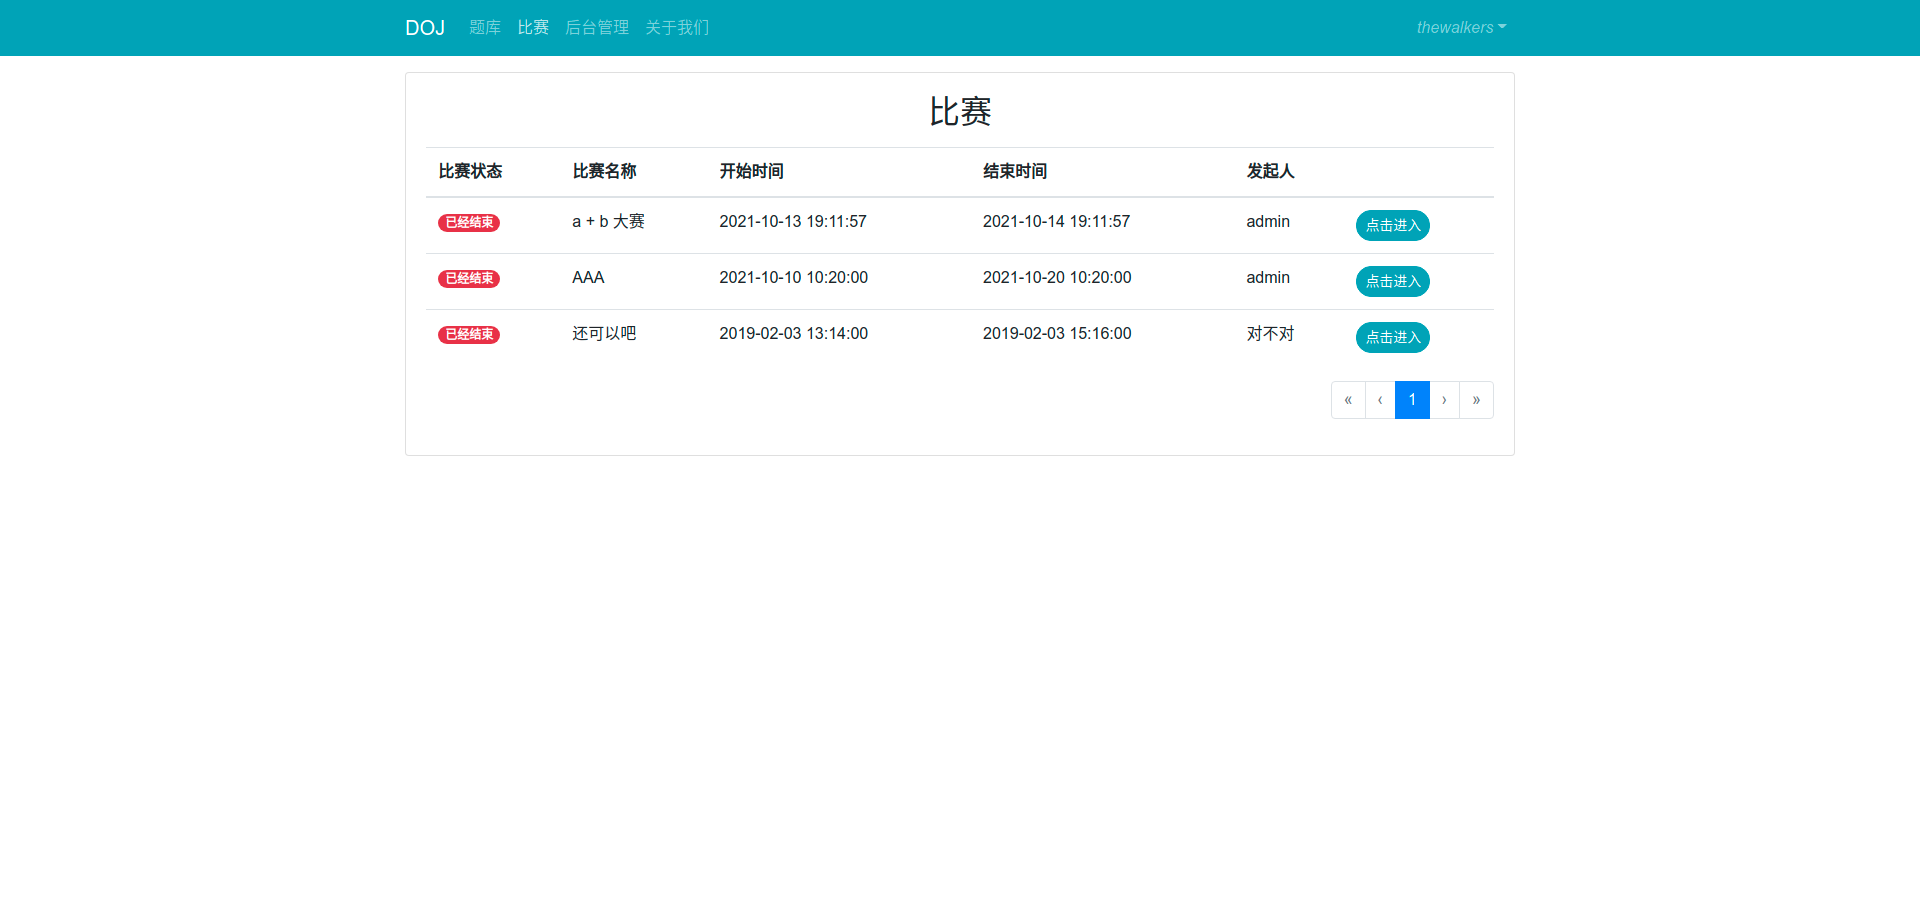 DOJ 题库 比赛 后台管理 关于我们 thewalkers
比赛
比赛状态 比赛名称 开始时间 结束时间 发起人
已经结束 a + b 大赛 2021-10-13 19:11:57 2021-10-14 19:11:57 admin 点击进入
已经结束 AAA 2021-10-10 10:20:00 2021-10-20 10:20:00 admin 点击进入
已经结束 还可以吧 2019-02-03 13:14:00 2019-02-03 15:16:00 对不对 点击进入
« ‹ 1 › »